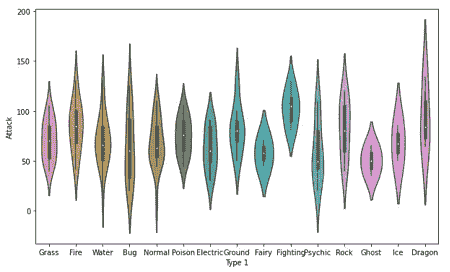 200
150
100
50
0
Attack
Grass Fire Water Bug Normal Poison Electric Ground Fairy Fighting Psychic Rock Ghost Ice Dragon
Type 1